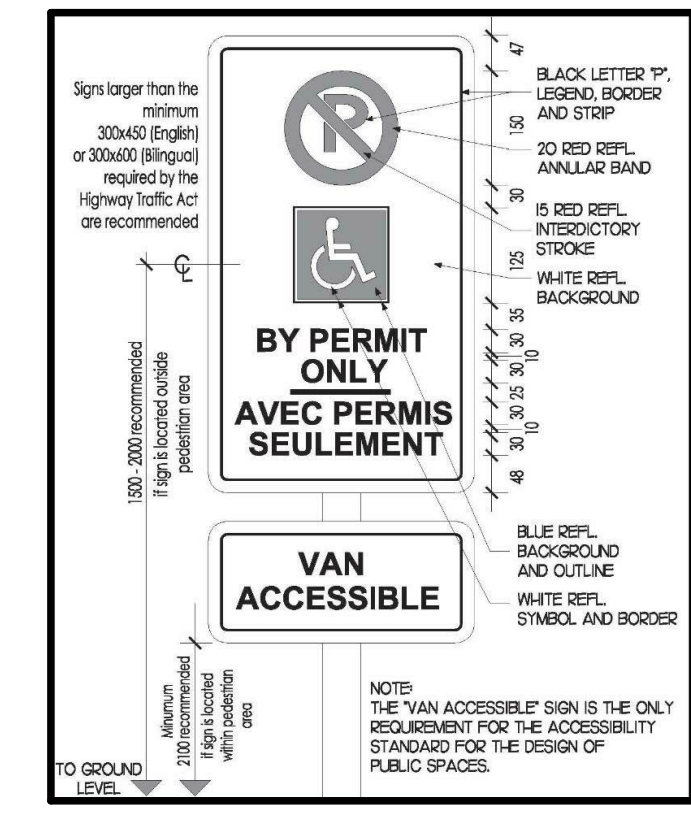 Signs larger than the
minimum
300x450 (English)
or 300x600 (Bilingual)
required by the
Highway Traffic Act
are recommended
P
BY PERMIT
ONLY
AVEC PERMIS
SEULEMENT
VAN
ACCESSIBLE
47
150
30
125
35
30
10
30
25
30
10
30
48
BLACK LETTER "P",
LEGEND, BORDER
AND STRIP
20 RED REFL.
ANNULAR BAND
15 RED REFL.
INTERDICTORY
STROKE
WHITE REFL.
BACKGROUND
BLUE REFL.
BACKGROUND
AND OUTLINE
WHITE REFL.
SYMBOL AND BORDER
CL
1500 - 2000 recommended
if sign is located outside
pedestrian area
Minumum
2100 recommended
if sign is located
within pedestrian
area
TO GROUND
LEVEL
NOTE:
THE "VAN ACCESSIBLE" SIGN IS THE ONLY
REQUIREMENT FOR THE ACCESSIBILITY
STANDARD FOR THE DESIGN OF
PUBLIC SPACES.